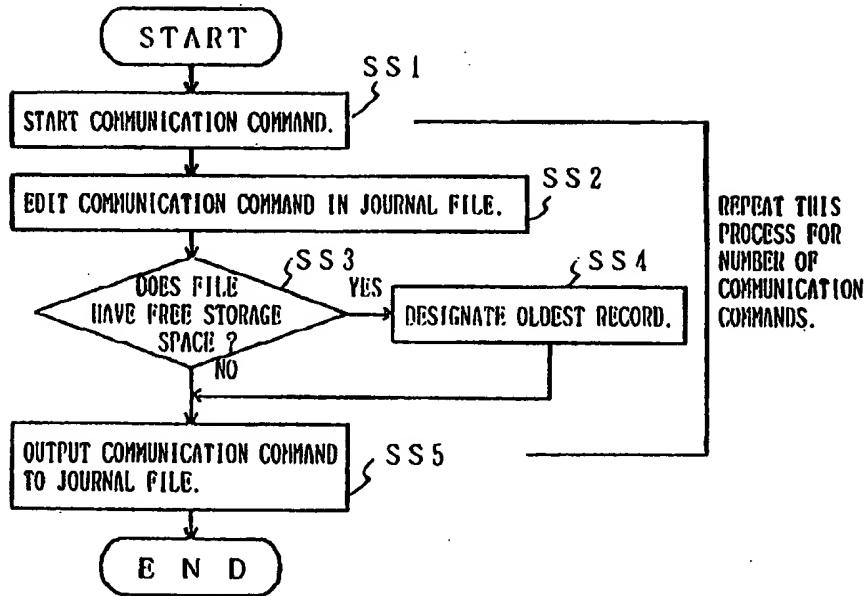 START
SS1
START COMMUNICATION COMMAND.
SS2
EDIT COMMUNICATION COMMAND IN JOURNAL FILE.
REPEAT THIS
PROCESS FOR
NUMBER OF
COMMUNICATION
COMMANDS.
SS3
DOES FILE
HAVE FREE STORAGE
SPACE ?
YES
NO
SS4
DESIGNATE OLDEST RECORD.
OUTPUT COMMUNICATION COMMAND
TO JOURNAL FILE.
SS5
END